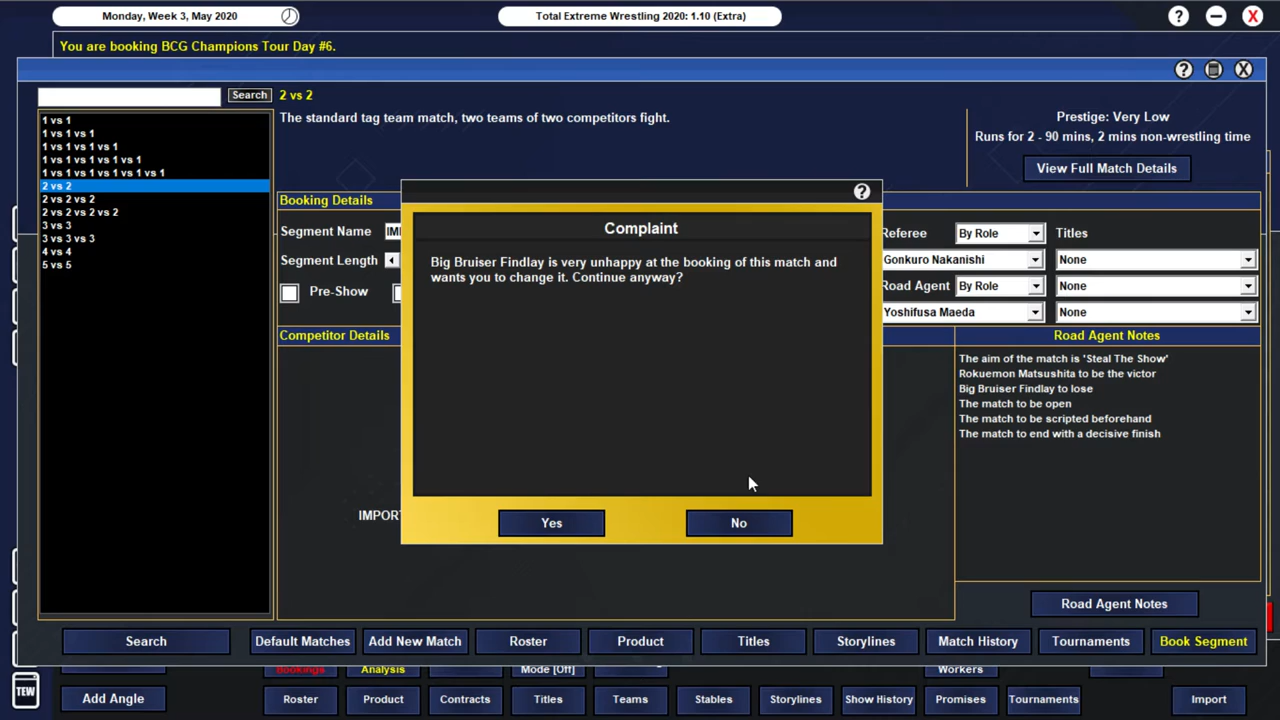 Monday, Week 3, May 2020
Total Extreme Wrestling 2020: 1.10 (Extra)
?
X
You are booking BCG Champions Tour Day #6.
?
X
Search
2 vs 2
The standard tag team match, two teams of two competitors fight.
Prestige: Very Low
Runs for 2 - 90 mins, 2 mins non-wrestling time
View Full Match Details
1 vs 1
1 vs 1 vs 1
1 vs 1 vs 1 vs 1
1 vs 1 vs 1 vs 1 vs 1
1 vs 1 vs 1 vs 1 vs 1 vs 1
2 vs 2
2 vs 2 vs 2
2 vs 2 vs 2 vs 2
3 vs 3
3 vs 3 vs 3
4 vs 4
5 vs 5
Booking Details
Segment Name
Segment Length
Pre-Show
Competitor Details
IMPORT
?
Complaint
Big Bruiser Findlay is very unhappy at the booking of this match and
wants you to change it. Continue anyway?
Yes
No
Referee
By Role
Titles
Gonkuro Nakanishi
None
Road Agent
By Role
None
Yoshifusa Maeda
None
Road Agent Notes
The aim of the match is 'Steal The Show'
Rokuemon Matsushita to be the victor
Big Bruiser Findlay to lose
The match to be open
The match to be scripted beforehand
The match to end with a decisive finish
Road Agent Notes
Search
Default Matches
Add New Match
Roster
Product
Titles
Storylines
Match History
Tournaments
Book Segment
Bookings
Analysis
Mode [Off]
Workers
TEW
Add Angle
Roster
Product
Contracts
Titles
Teams
Stables
Storylines
Show History
Promises
Tournaments
Import